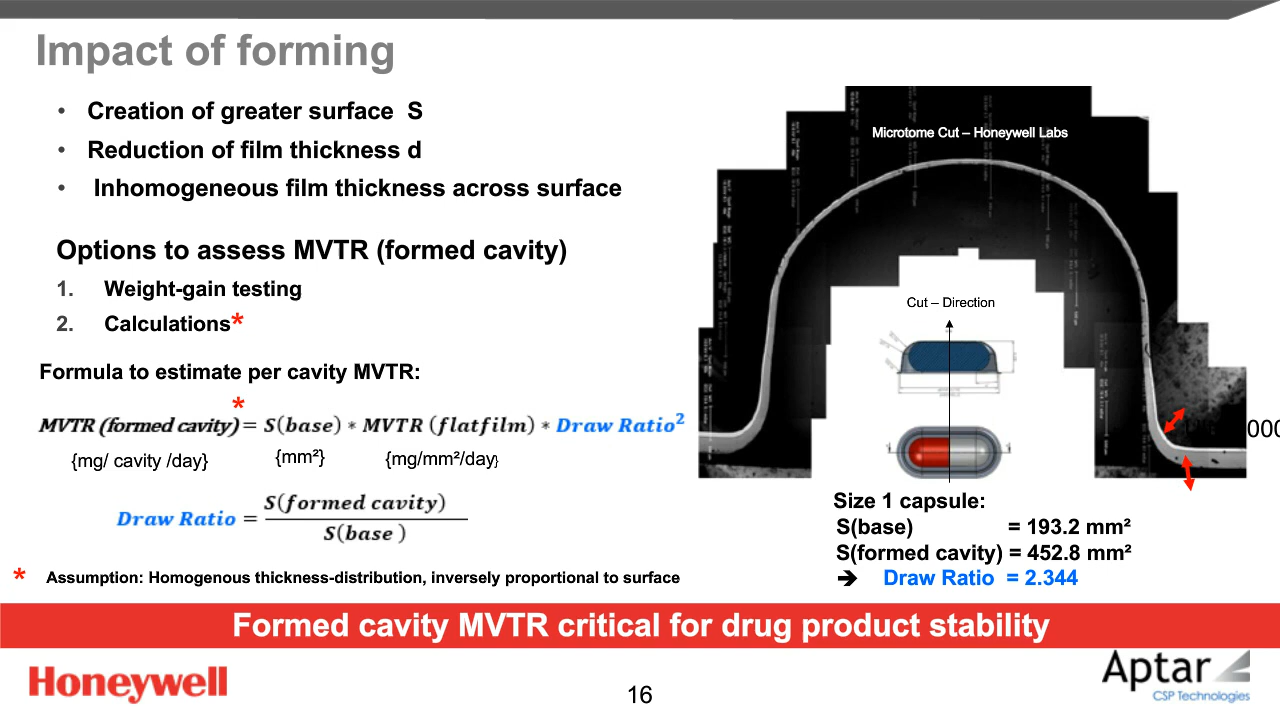 Impact of forming
• Creation of greater surface S
• Reduction of film thickness d
• Inhomogeneous film thickness across surface
Options to assess MVTR (formed cavity)
1. Weight-gain testing
2. Calculations*
Formula to estimate per cavity MVTR:
*
MVTR (formed cavity) = S(base) * MVTR (flatfilm) * Draw Ratio²
{mg/ cavity /day} {mm²} {mg/mm²/day}
Draw Ratio = S(formed cavity) / S(base)
* Assumption: Homogenous thickness-distribution, inversely proportional to surface
Microtome Cut – Honeywell Labs
Cut – Direction
000
Size 1 capsule:
S(base) = 193.2 mm²
S(formed cavity) = 452.8 mm²
➔ Draw Ratio = 2.344
Formed cavity MVTR critical for drug product stability
Honeywell
16
Aptar
CSP Technologies